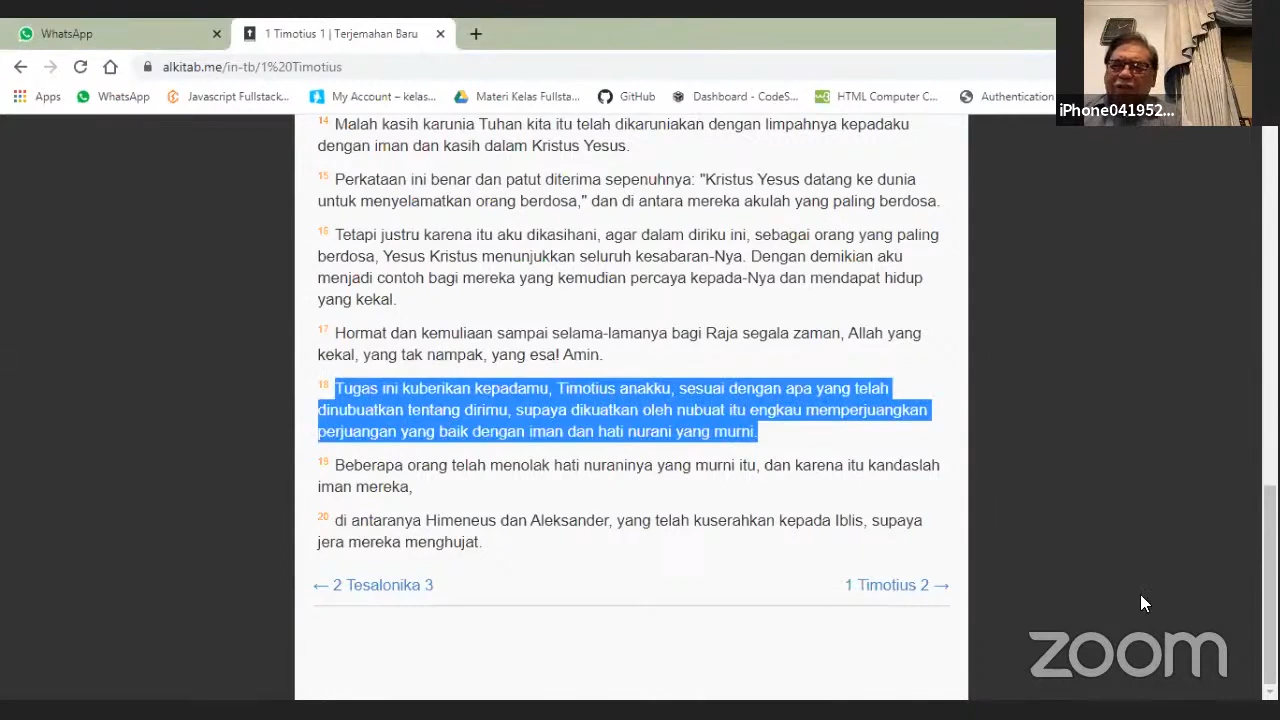 WhatsApp
1 Timotius 1 | Terjemahan Baru
alkitab.me/in-tb/1%20Timotius
Apps WhatsApp Javascript Fullstack... My Account – kelas... Materi Kelas Fullsta... GitHub Dashboard - CodeS... HTML Computer C... Authentication
iPhone041952...
14 Malah kasih karunia Tuhan kita itu telah dikaruniakan dengan limpahnya kepadaku
dengan iman dan kasih dalam Kristus Yesus.
15 Perkataan ini benar dan patut diterima sepenuhnya: "Kristus Yesus datang ke dunia
untuk menyelamatkan orang berdosa," dan di antara mereka akulah yang paling berdosa.
16 Tetapi justru karena itu aku dikasihani, agar dalam diriku ini, sebagai orang yang paling
berdosa, Yesus Kristus menunjukkan seluruh kesabaran-Nya. Dengan demikian aku
menjadi contoh bagi mereka yang kemudian percaya kepada-Nya dan mendapat hidup
yang kekal.
17 Hormat dan kemuliaan sampai selama-lamanya bagi Raja segala zaman, Allah yang
kekal, yang tak nampak, yang esa! Amin.
18 Tugas ini kuberikan kepadamu, Timotius anakku, sesuai dengan apa yang telah
dinubuatkan tentang dirimu, supaya dikuatkan oleh nubuat itu engkau memperjuangkan
perjuangan yang baik dengan iman dan hati nurani yang murni.
19 Beberapa orang telah menolak hati nuraninya yang murni itu, dan karena itu kandaslah
iman mereka,
20 di antaranya Himeneus dan Aleksander, yang telah kuserahkan kepada Iblis, supaya
jera mereka menghujat.
← 2 Tesalonika 3
1 Timotius 2 →
zoom